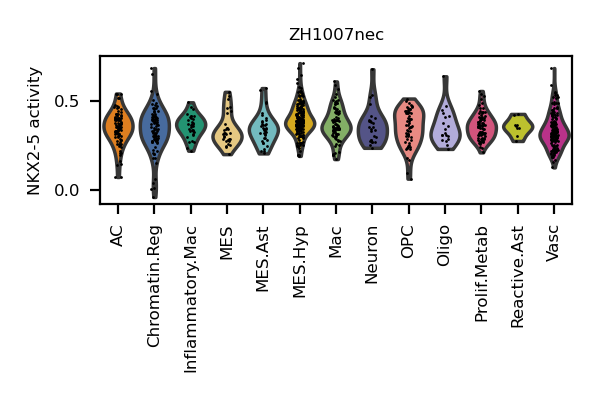 ZH1007nec
NKX2-5 activity
0.5
0.0
AC
Chromatin.Reg
Inflammatory.Mac
MES
MES.Ast
MES.Hyp
Mac
Neuron
OPC
Oligo
Prolif.Metab
Reactive.Ast
Vasc